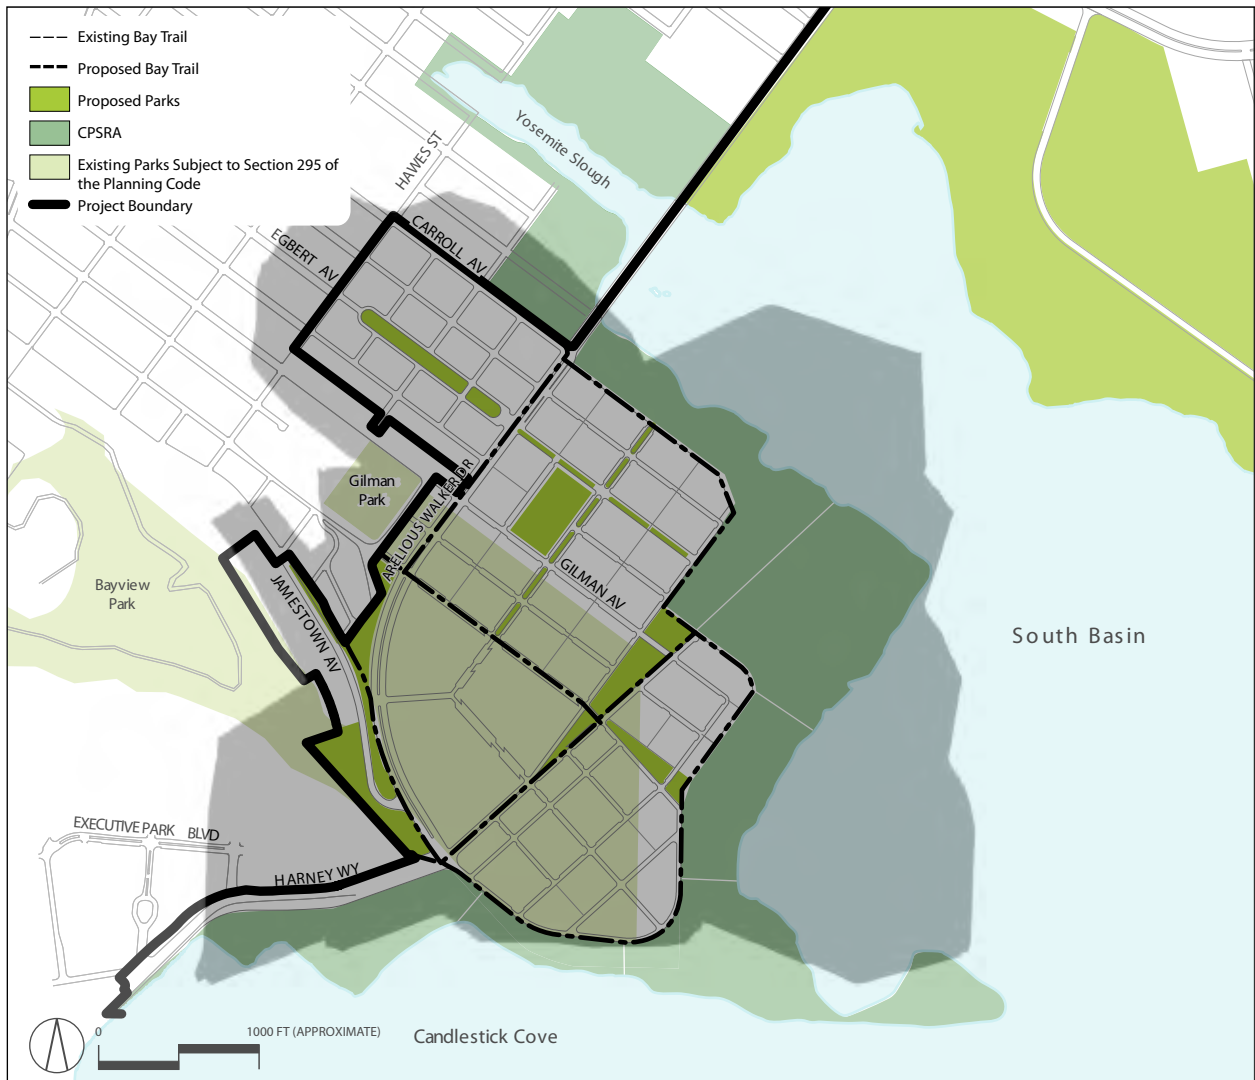 Existing Bay Trail
Proposed Bay Trail
Proposed Parks
CPSRA
Existing Parks Subject to Section 295 of
the Planning Code
Project Boundary
Yosemite Slough
HAWES ST
CARROLL AV
EGBERT AV
Gilman
Park
ARELIOUS WALKER DR
GILMAN AV
JAMESTOWN AV
Bayview
Park
South Basin
EXECUTIVE PARK BLVD
HARNEY WY
0
1000 FT (APPROXIMATE)
Candlestick Cove